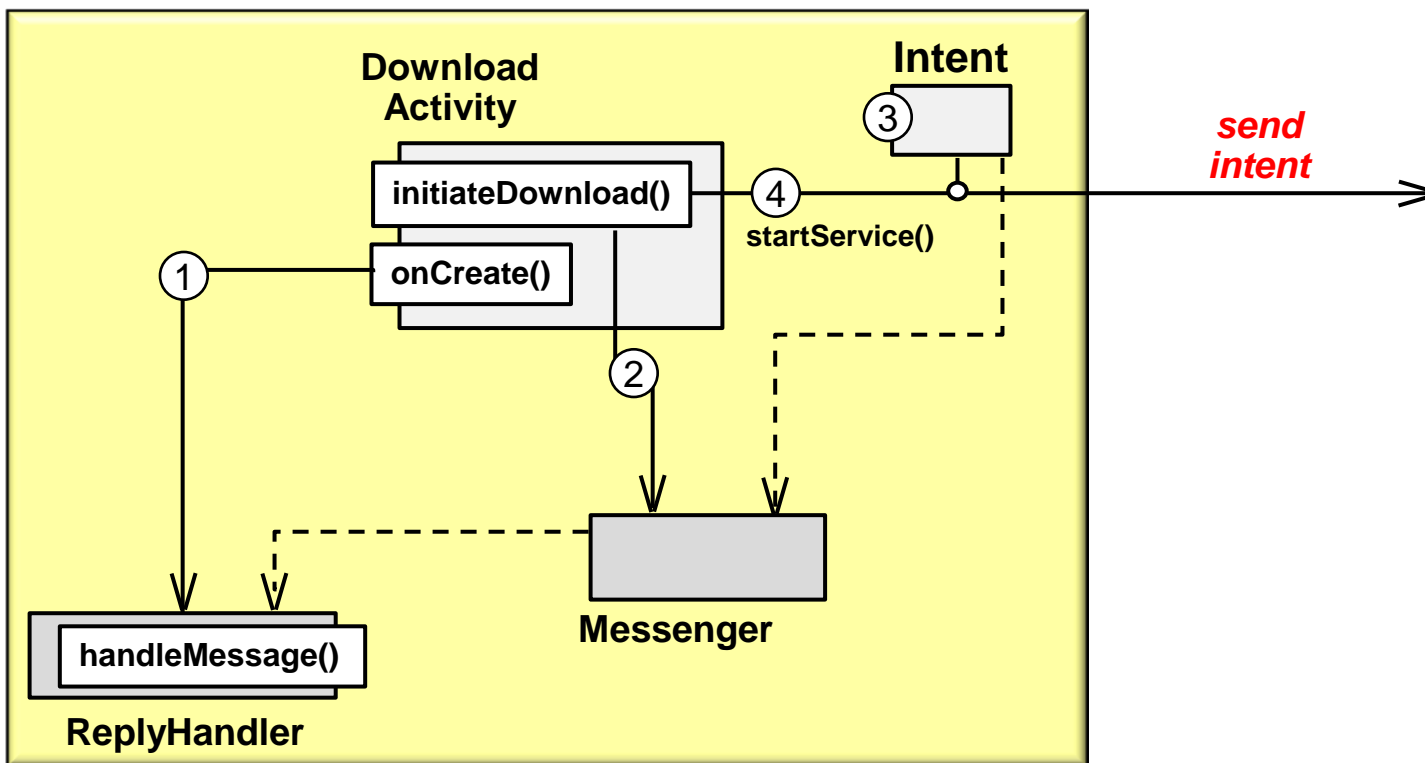 Download
Activity
Intent
3
send
intent
initiateDownload()
4
startService()
onCreate()
1
2
Messenger
handleMessage()
ReplyHandler